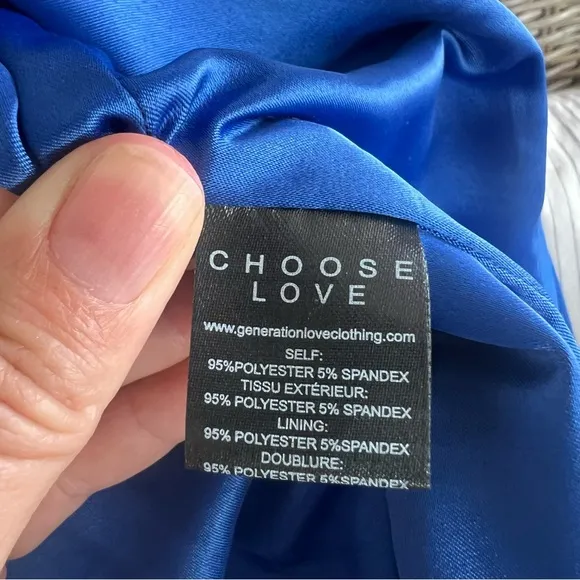 CHOOSE
LOVE
www.generationloveclothing.com
SELF:
95%POLYESTER 5% SPANDEX
TISSU EXTÉRIEUR:
95% POLYESTER 5% SPANDEX
LINING:
95% POLYESTER 5%SPANDEX
DOUBLURE:
95% POLYESTER 5%SPANDEX